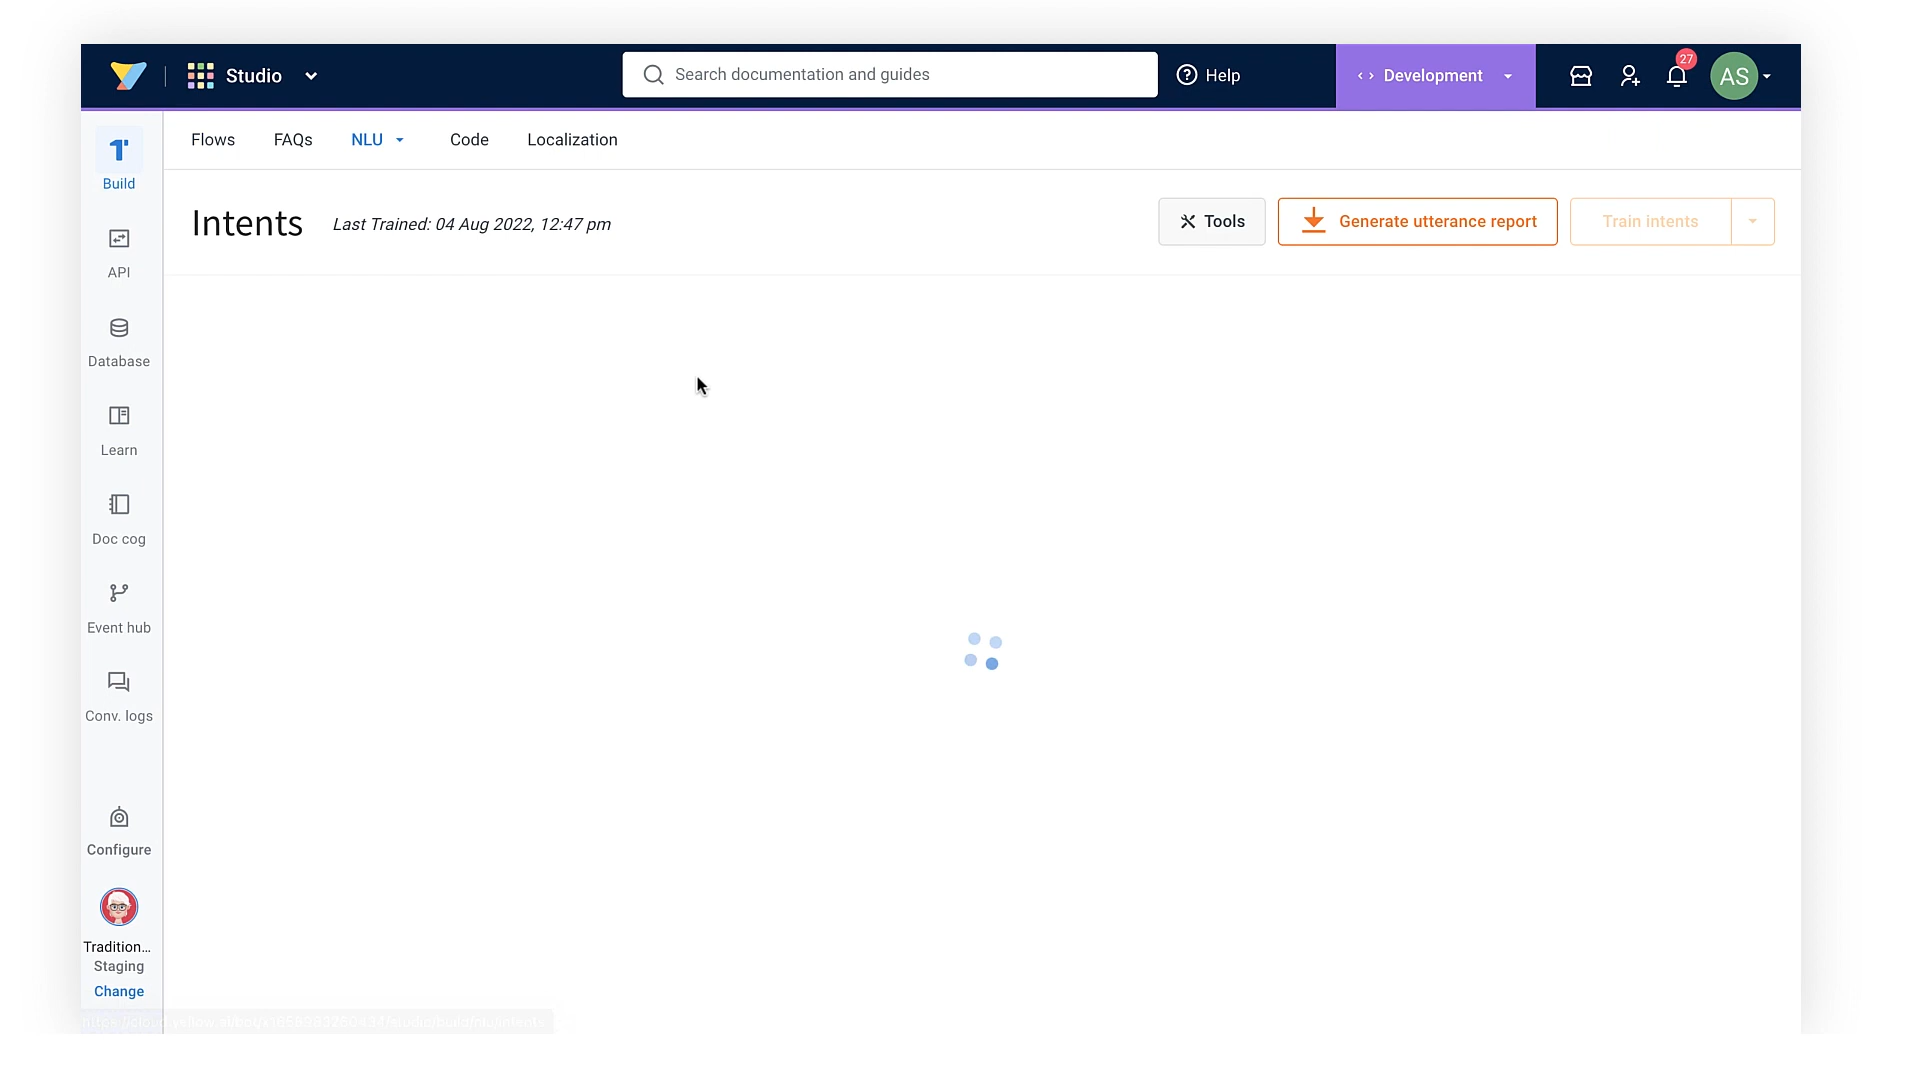 Studio
Search documentation and guides
Help
Development
27
AS
Flows
FAQs
NLU
Code
Localization
Build
Intents
Last Trained: 04 Aug 2022, 12:47 pm
Tools
Generate utterance report
Train intents
API
Database
Learn
Doc cog
Event hub
Conv. logs
Configure
Tradition...
Staging
Change